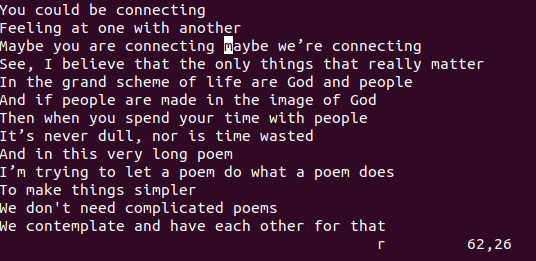 You could be connecting
Feeling at one with another
Maybe you are connecting maybe we’re connecting
See, I believe that the only things that really matter
In the grand scheme of life are God and people
And if people are made in the image of God
Then when you spend your time with people
It’s never dull, nor is time wasted
And in this very long poem
I’m trying to let a poem do what a poem does
To make things simpler
We don't need complicated poems
We contemplate and have each other for that
r 62,26